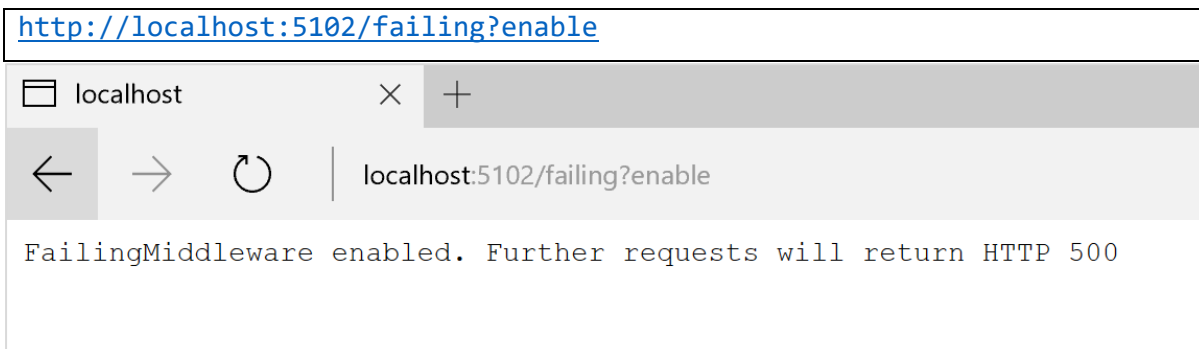 http://localhost:5102/failing?enable
localhost
localhost:5102/failing?enable
FailingMiddleware enabled. Further requests will return HTTP 500